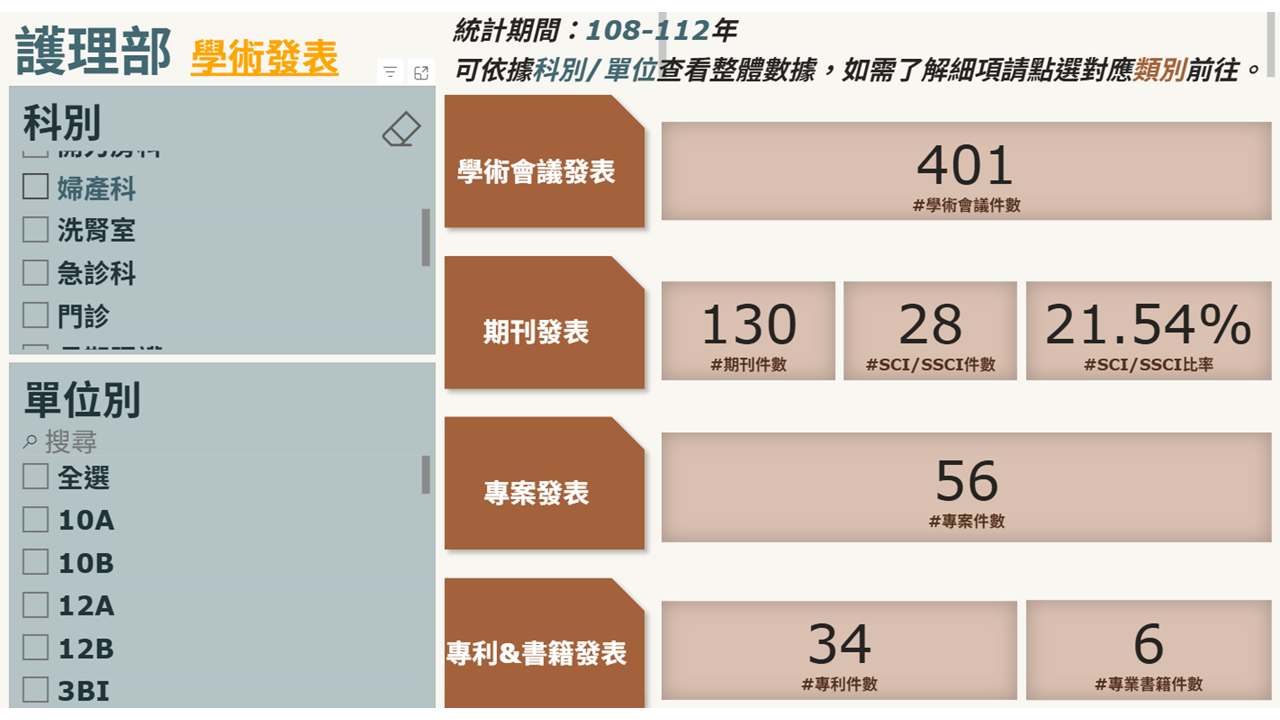 護理部 學術發表
統計期間：108-112年
可依據科別/單位查看整體數據，如需了解細項請點選對應類別前往。
科別
婦產科
洗腎室
急診科
門診
單位別
搜尋
全選
10A
10B
12A
12B
3BI
學術會議發表
401
#學術會議件數
期刊發表
130
#期刊件數
28
#SCI/SSCI件數
21.54%
#SCI/SSCI比率
專案發表
56
#專案件數
專利&書籍發表
34
#專利件數
6
#專業書籍件數